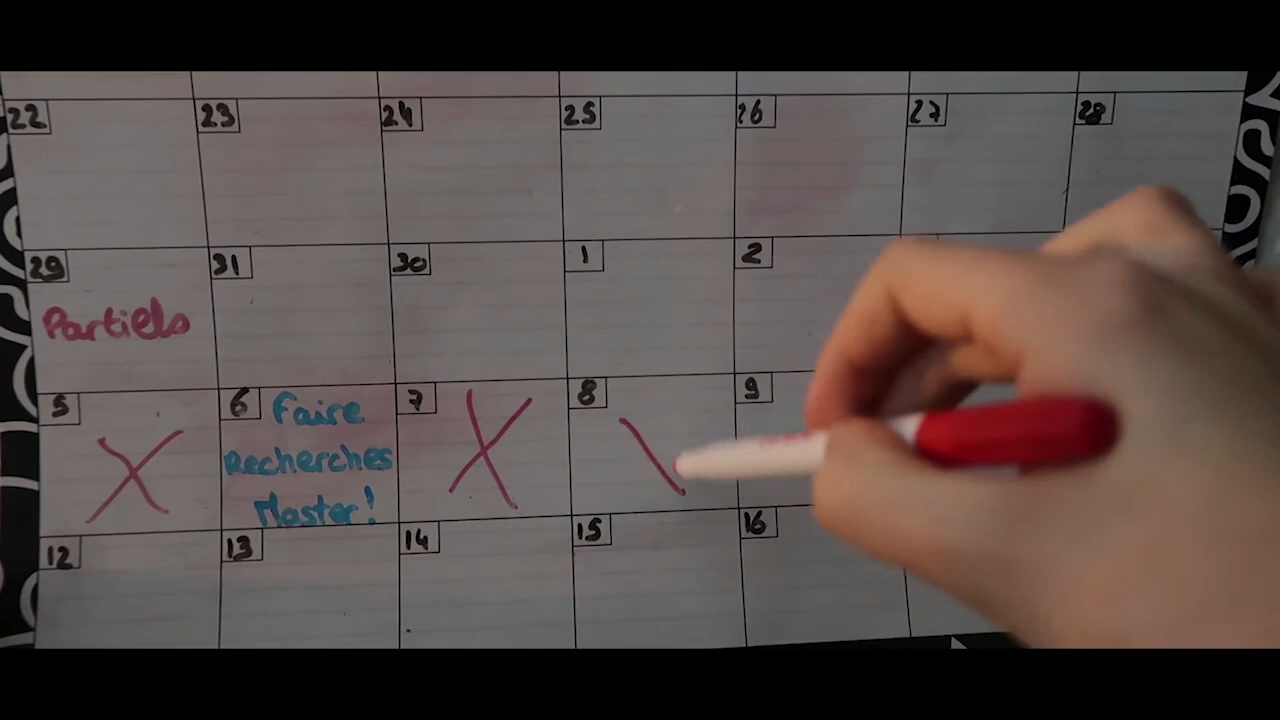 22 23 24 25 26 27 28
29 31 30 1 2
Partiels
5 6 Faire 7 8 9
Recherches
Master!
12 13 14 15 16